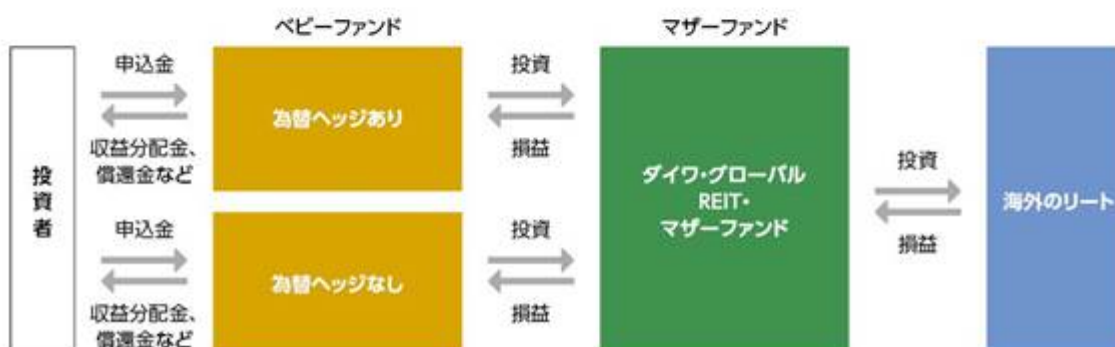 ベビーファンド
マザーファンド
投資者
申込金
収益分配金、
償還金など
為替ヘッジあり
投資
損益
申込金
収益分配金、
償還金など
為替ヘッジなし
投資
損益
ダイワ・グローバル
REIT・
マザーファンド
投資
損益
海外のリート